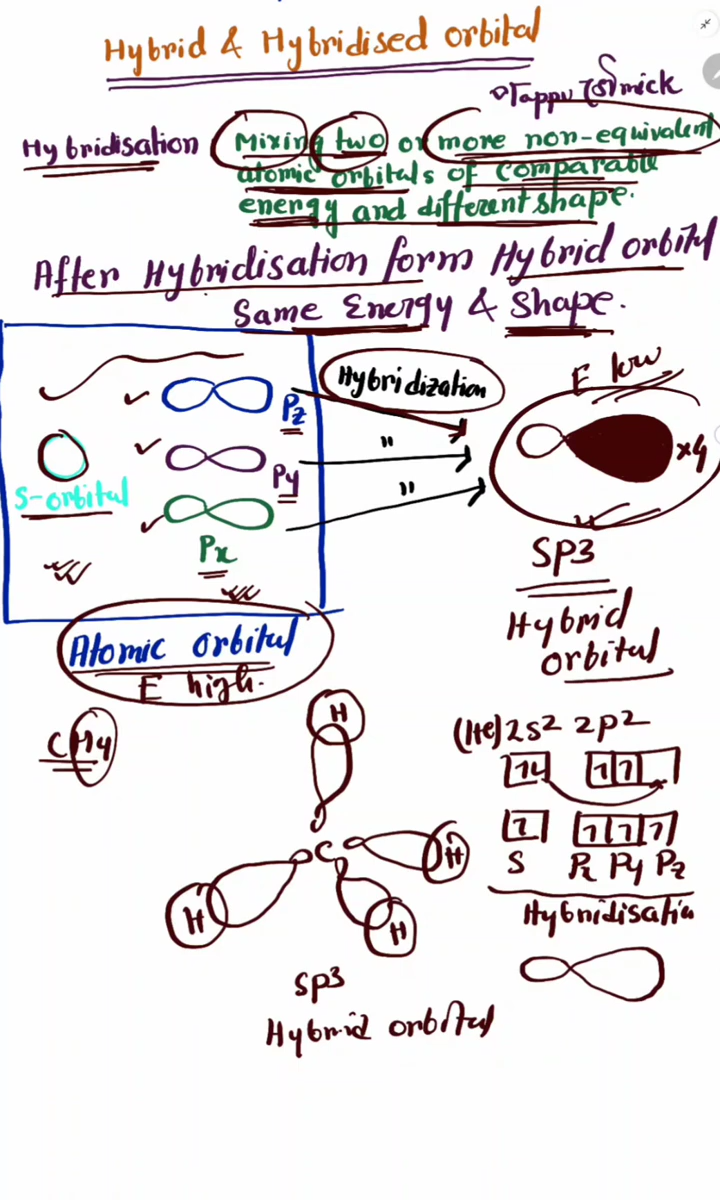 Hybrid & Hybridised orbital
Hybridisation Mixing two or more non-equivalent
atomic orbitals of comparable
energy and different shape.
After Hybridisation form Hybrid orbital
Same Energy & Shape.
Hybridization
E low
Pz
"
Py
"
S-orbital
Px
x4
SP3
Hybrid
orbital
Atomic orbital
E high.
CH4
H
(He) 2s2 2p2
C
H
H
H
S Px Py Pz
Hybridisatin
Sp3
Hybrid orbital